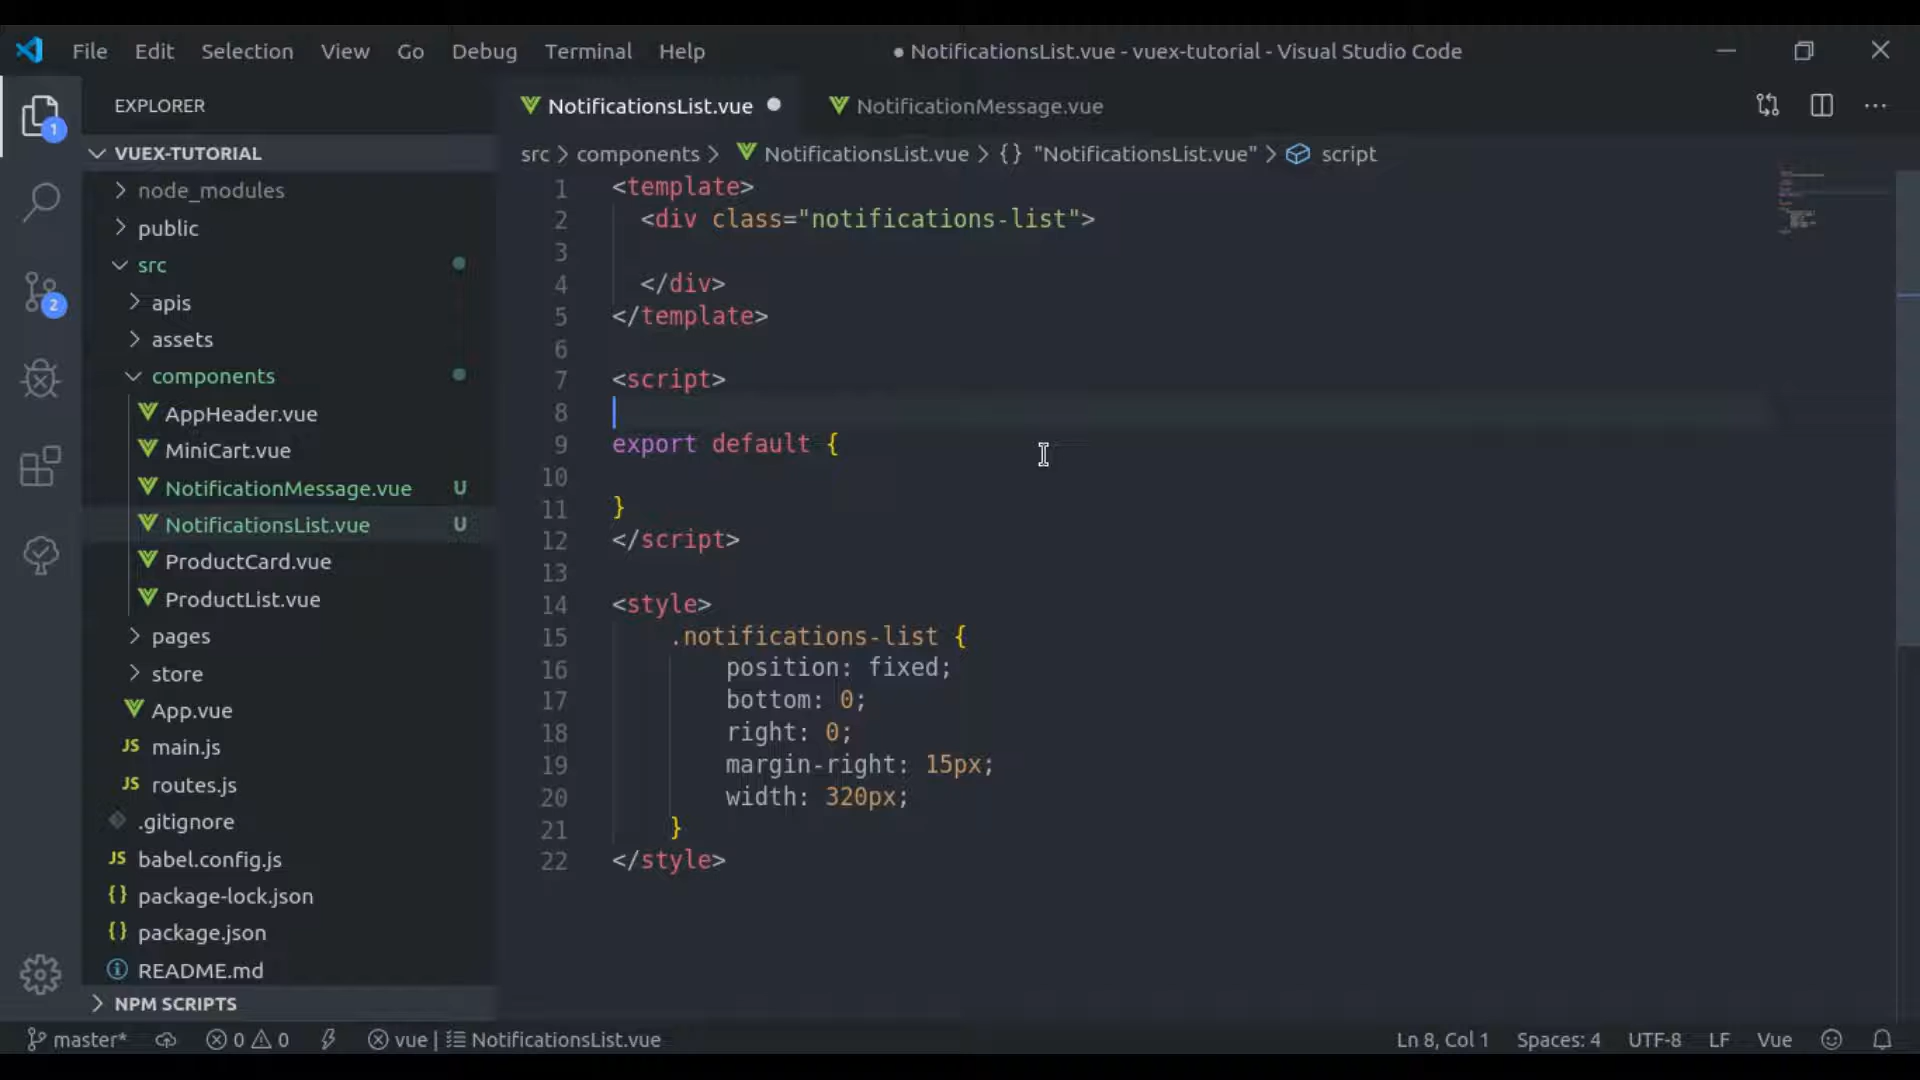 File Edit Selection View Go Debug Terminal Help
● NotificationsList.vue - vuex-tutorial - Visual Studio Code
EXPLORER
1
2
VUEX-TUTORIAL
node_modules
public
src
apis
assets
components
AppHeader.vue
MiniCart.vue
NotificationMessage.vue U
NotificationsList.vue U
ProductCard.vue
ProductList.vue
pages
store
App.vue
JS main.js
JS routes.js
.gitignore
JS babel.config.js
{} package-lock.json
{} package.json
README.md
NPM SCRIPTS
NotificationsList.vue ● NotificationMessage.vue
src > components > NotificationsList.vue > {} "NotificationsList.vue" > script
1 <template>
2 <div class="notifications-list">
3
4 </div>
5 </template>
6
7 <script>
8
9 export default {
10
11 }
12 </script>
13
14 <style>
15 .notifications-list {
16 position: fixed;
17 bottom: 0;
18 right: 0;
19 margin-right: 15px;
20 width: 320px;
21 }
22 </style>
master* 0 0 vue | NotificationsList.vue Ln 8, Col 1 Spaces: 4 UTF-8 LF Vue